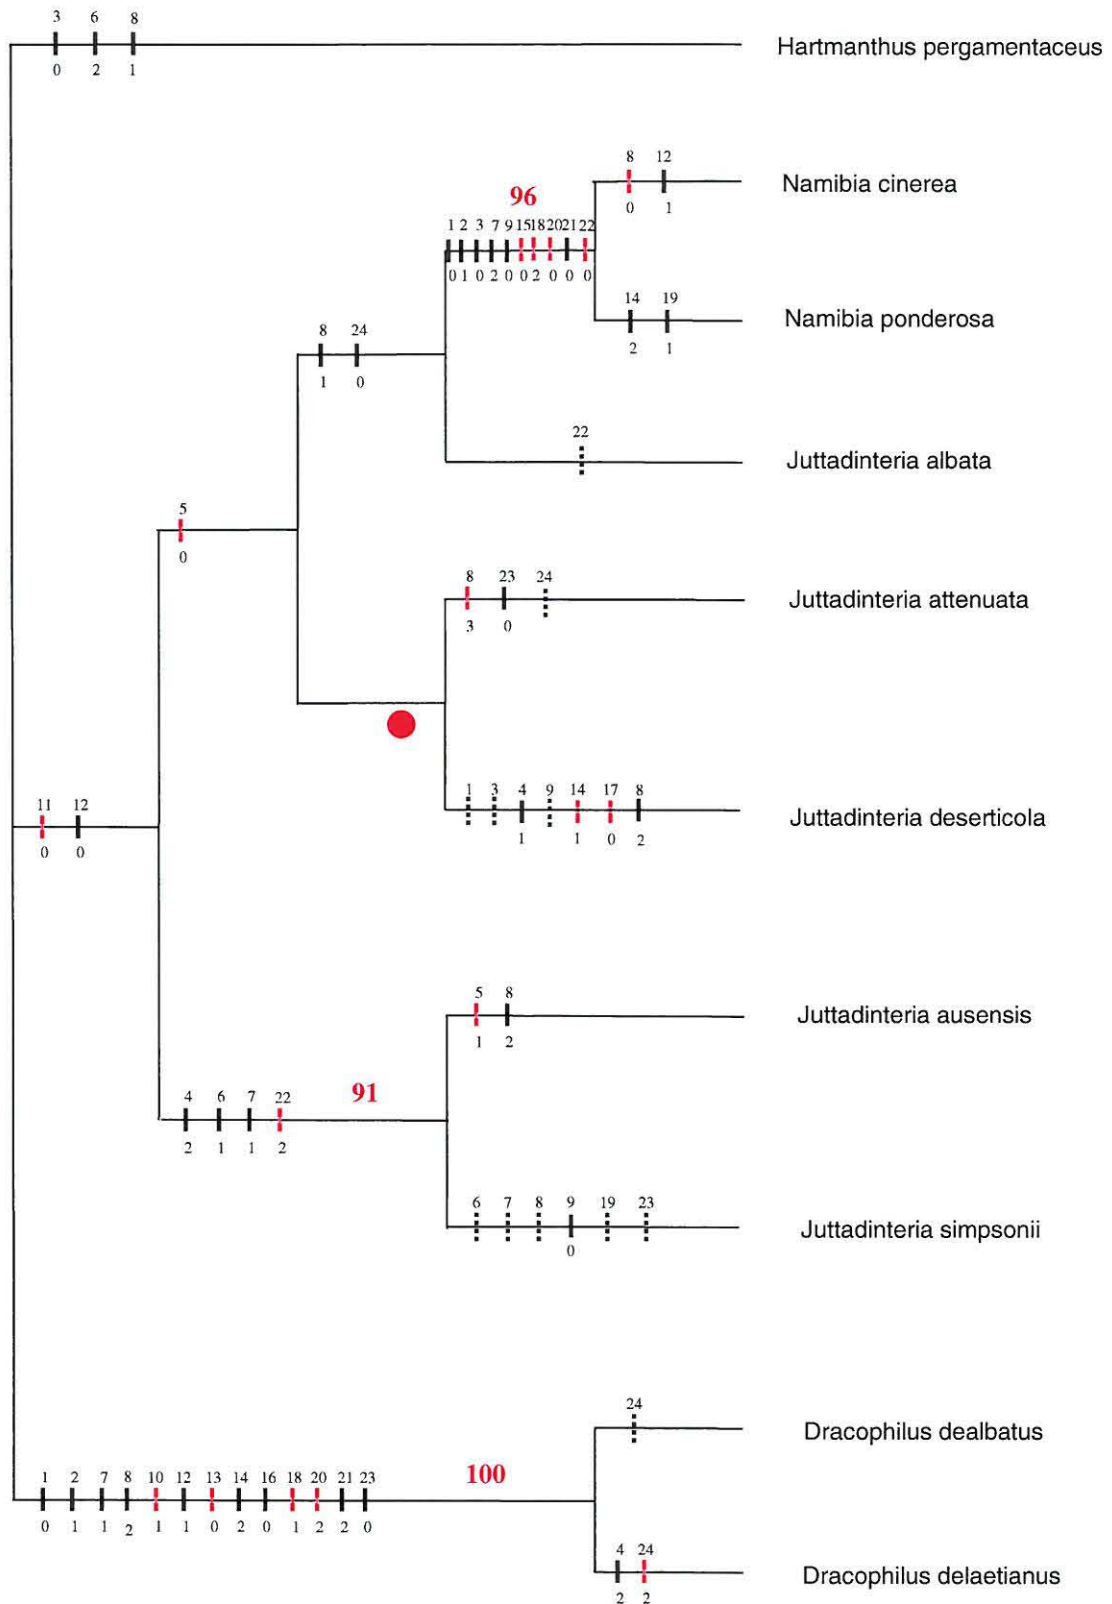 3 6 8
0 2 1
Hartmanthus pergamentaceus
8 12
0 1
Namibia cinerea
96
1 2 3 7 9 15 18 20 21 22
0 1 0 2 0 0 2 0 0 0
14 19
2 1
Namibia ponderosa
8 24
1 0
22
Juttadinteria albata
5
0
8 23 24
3 0
Juttadinteria attenuata
11 12
0 0
1 3 4 9 14 17 8
1 1 0 2
Juttadinteria deserticola
5 8
1 2
Juttadinteria ausensis
4 6 7 22
2 1 1 2
91
6 7 8 9 19 23
0
Juttadinteria simpsonii
24
Dracophilus dealbatus
1 2 7 8 10 12 13 14 16 18 20 21 23
0 1 1 2 1 1 0 2 0 1 2 2 0
100
4 24
2 2
Dracophilus delaetianus